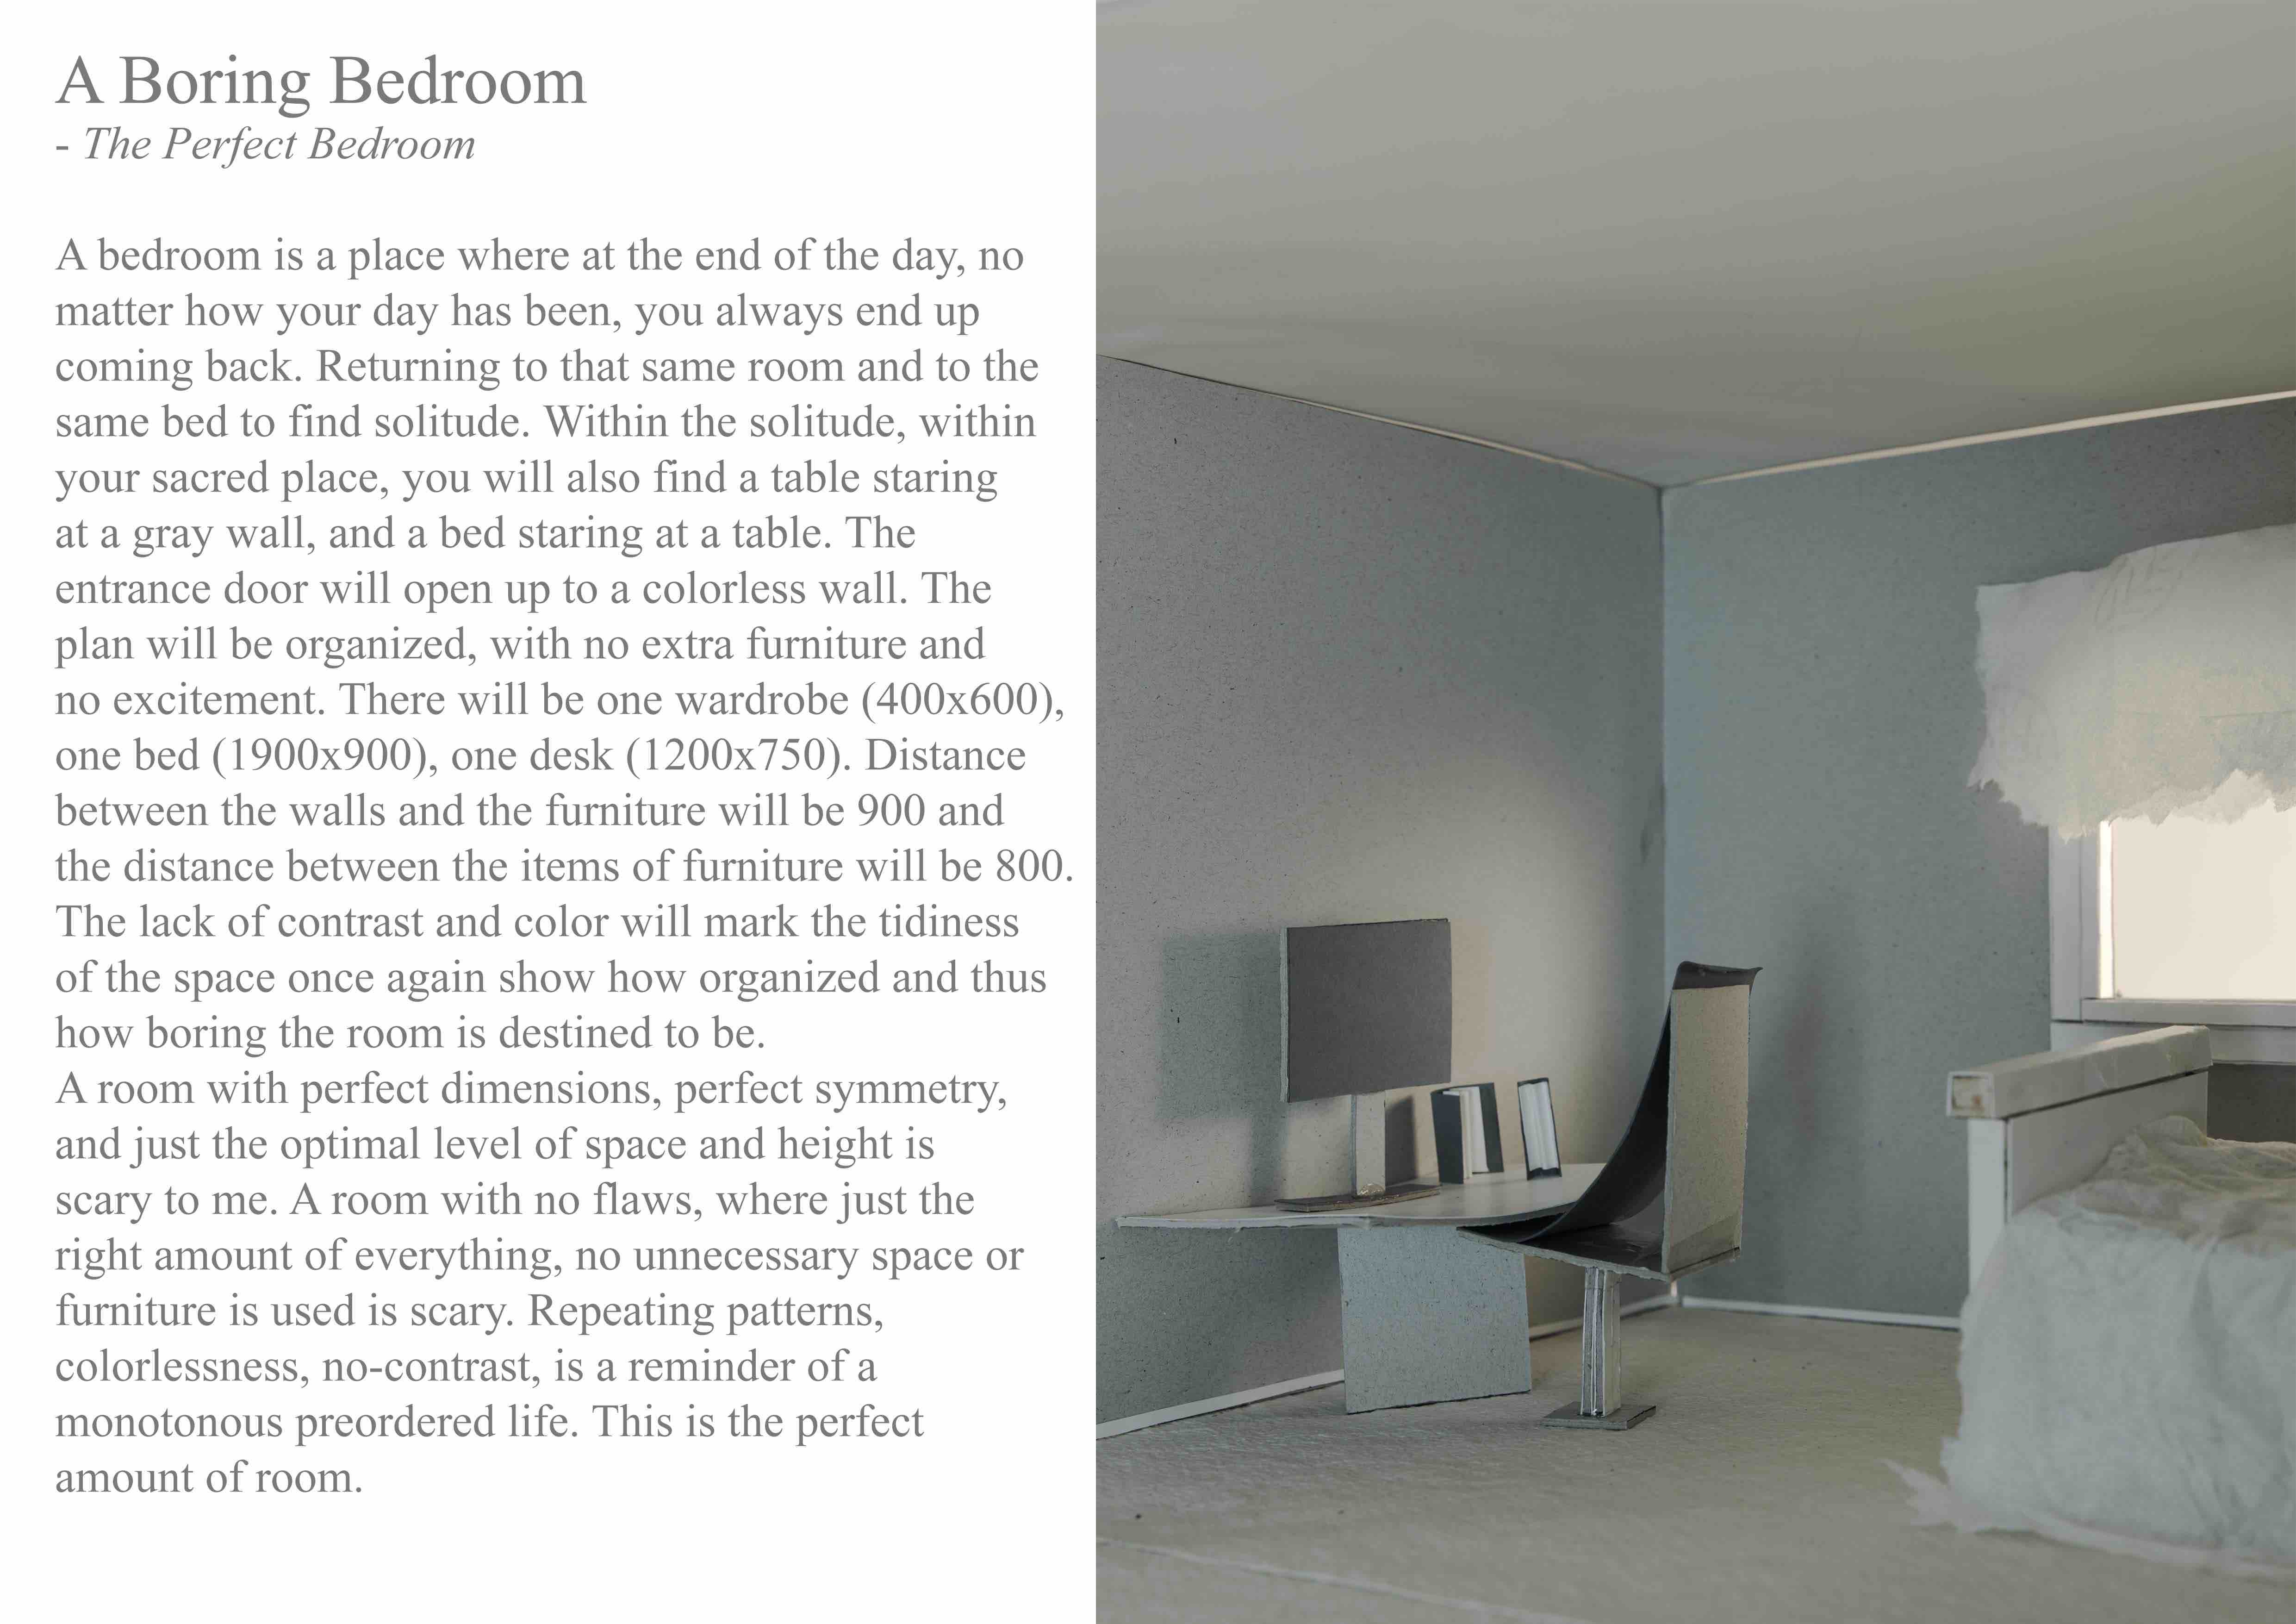 A Boring Bedroom
- The Perfect Bedroom
A bedroom is a place where at the end of the day, no
matter how your day has been, you always end up
coming back. Returning to that same room and to the
same bed to find solitude. Within the solitude, within
your sacred place, you will also find a table staring
at a gray wall, and a bed staring at a table. The
entrance door will open up to a colorless wall. The
plan will be organized, with no extra furniture and
no excitement. There will be one wardrobe (400x600),
one bed (1900x900), one desk (1200x750). Distance
between the walls and the furniture will be 900 and
the distance between the items of furniture will be 800.
The lack of contrast and color will mark the tidiness
of the space once again show how organized and thus
how boring the room is destined to be.
A room with perfect dimensions, perfect symmetry,
and just the optimal level of space and height is
scary to me. A room with no flaws, where just the
right amount of everything, no unnecessary space or
furniture is used is scary. Repeating patterns,
colorlessness, no-contrast, is a reminder of a
monotonous preordered life. This is the perfect
amount of room.